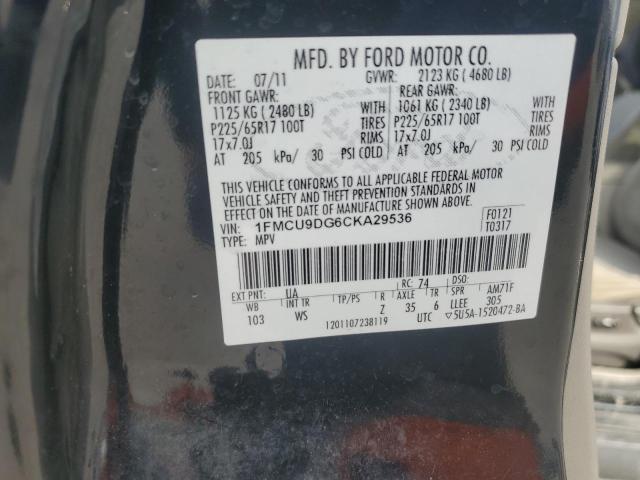 MFD. BY FORD MOTOR CO.
DATE: 07/11 GVWR: 2123 KG ( 4680 LB)
FRONT GAWR: REAR GAWR:
1125 KG ( 2480 LB) 1061 KG ( 2340 LB)
P225/65R17 100T TIRES P225/65R17 100T
17x7.0J RIMS 17x7.0J
AT 205 kPa/ 30 PSI COLD AT 205 kPa/ 30 PSI COLD
THIS VEHICLE CONFORMS TO ALL APPLICABLE FEDERAL MOTOR
VEHICLE SAFETY AND THEFT PREVENTION STANDARDS IN
EFFECT ON THE DATE OF MANUFACTURE SHOWN ABOVE.
VIN: 1FMCU9DG6CKA29536 F0121
TYPE: MPV T0317
RC: 74 DSO:
EXT PNT: UA TP/PS R AXLE TR SPR AM71F
WB INT TR Z 35 6 LLEE 305
103 WS UTC ▽5U5A-1520472-BA
1201107238119